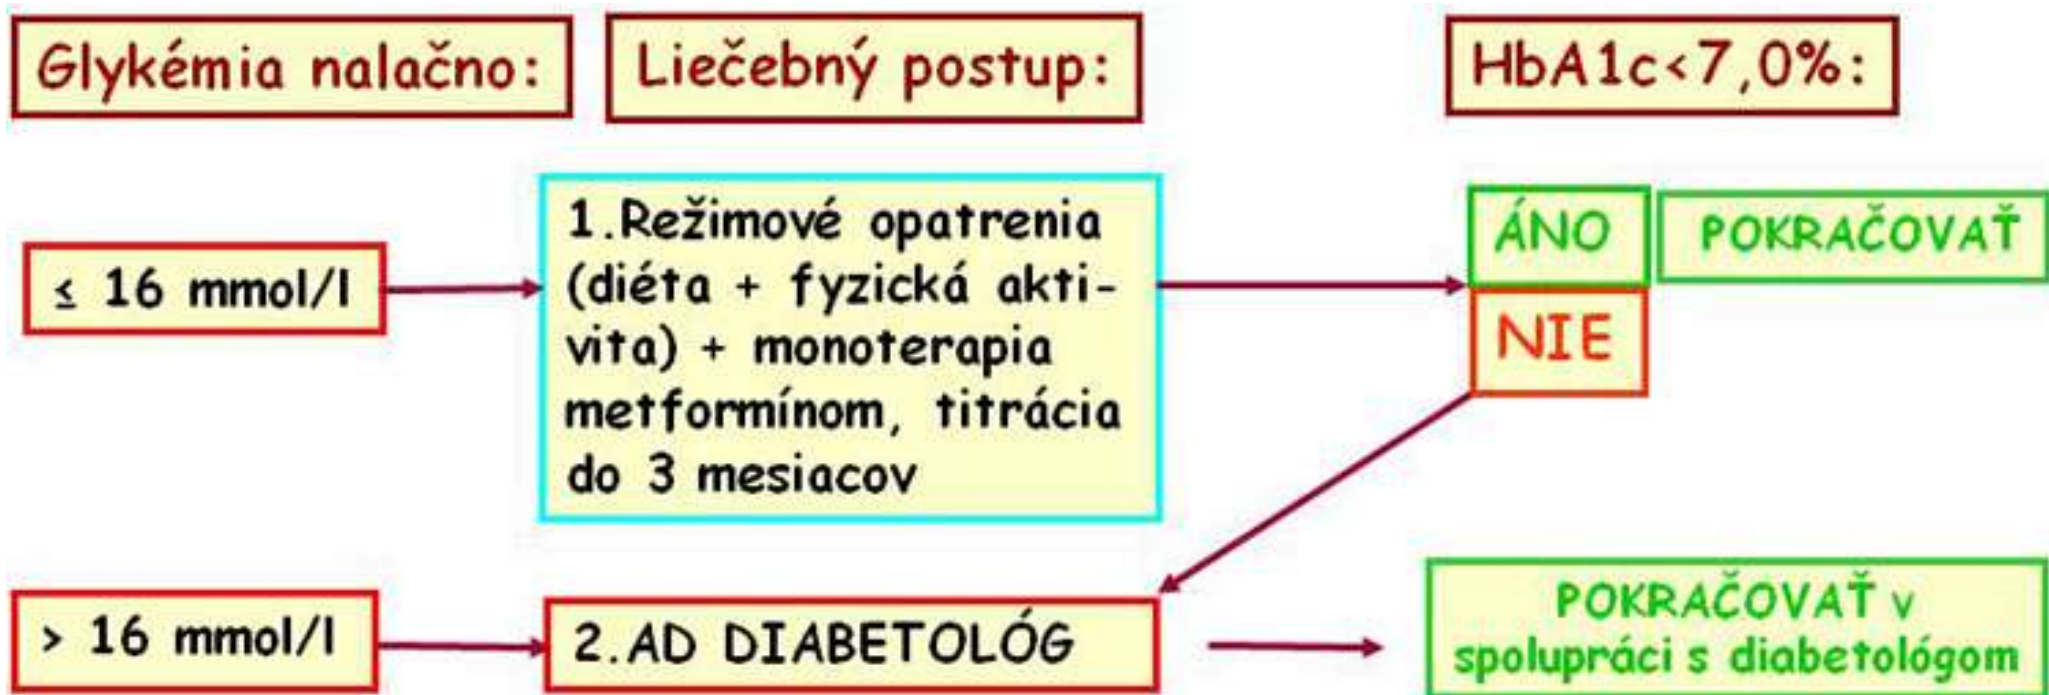 Glykémia nalačno:
Liečebný postup:
HbA1c<7,0%:
≤ 16 mmol/l
1.Režimové opatrenia
(diéta + fyzická akti-
vita) + monoterapia
metformínom, titrácia
do 3 mesiacov
ÁNO
POKRAČOVAŤ
NIE
> 16 mmol/l
2.AD DIABETOLÓG
POKRAČOVAŤ v
spolupráci s diabetológom